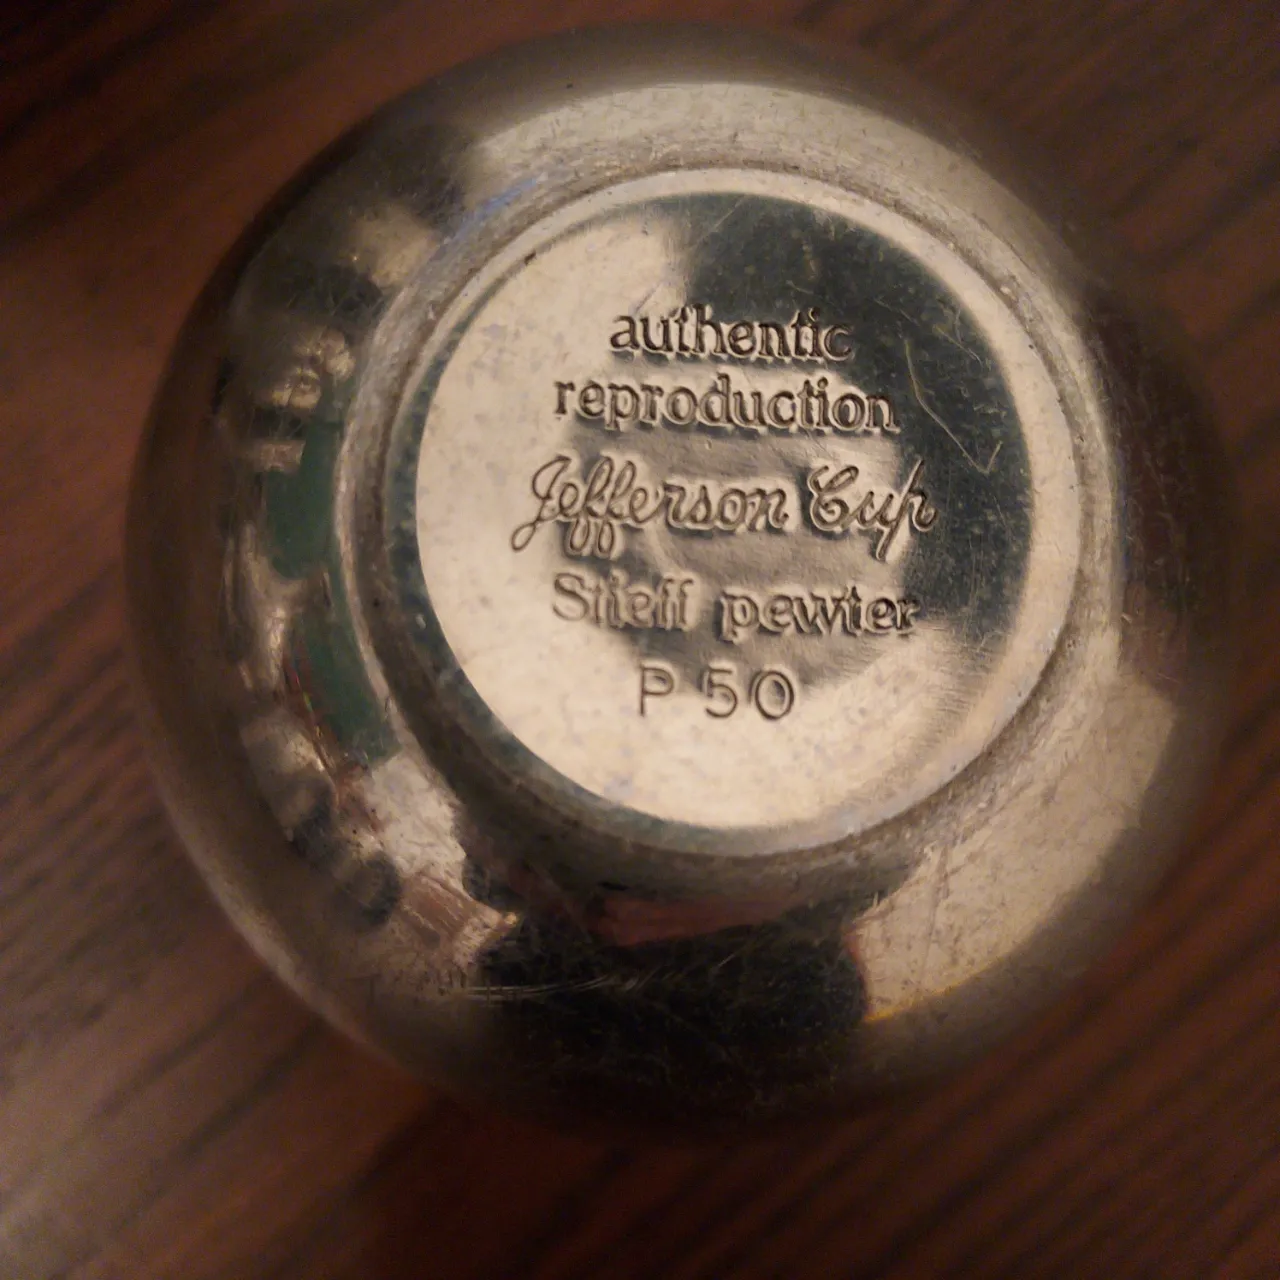 authentic
reproduction
Jefferson Cup
Stieff pewter
P 50